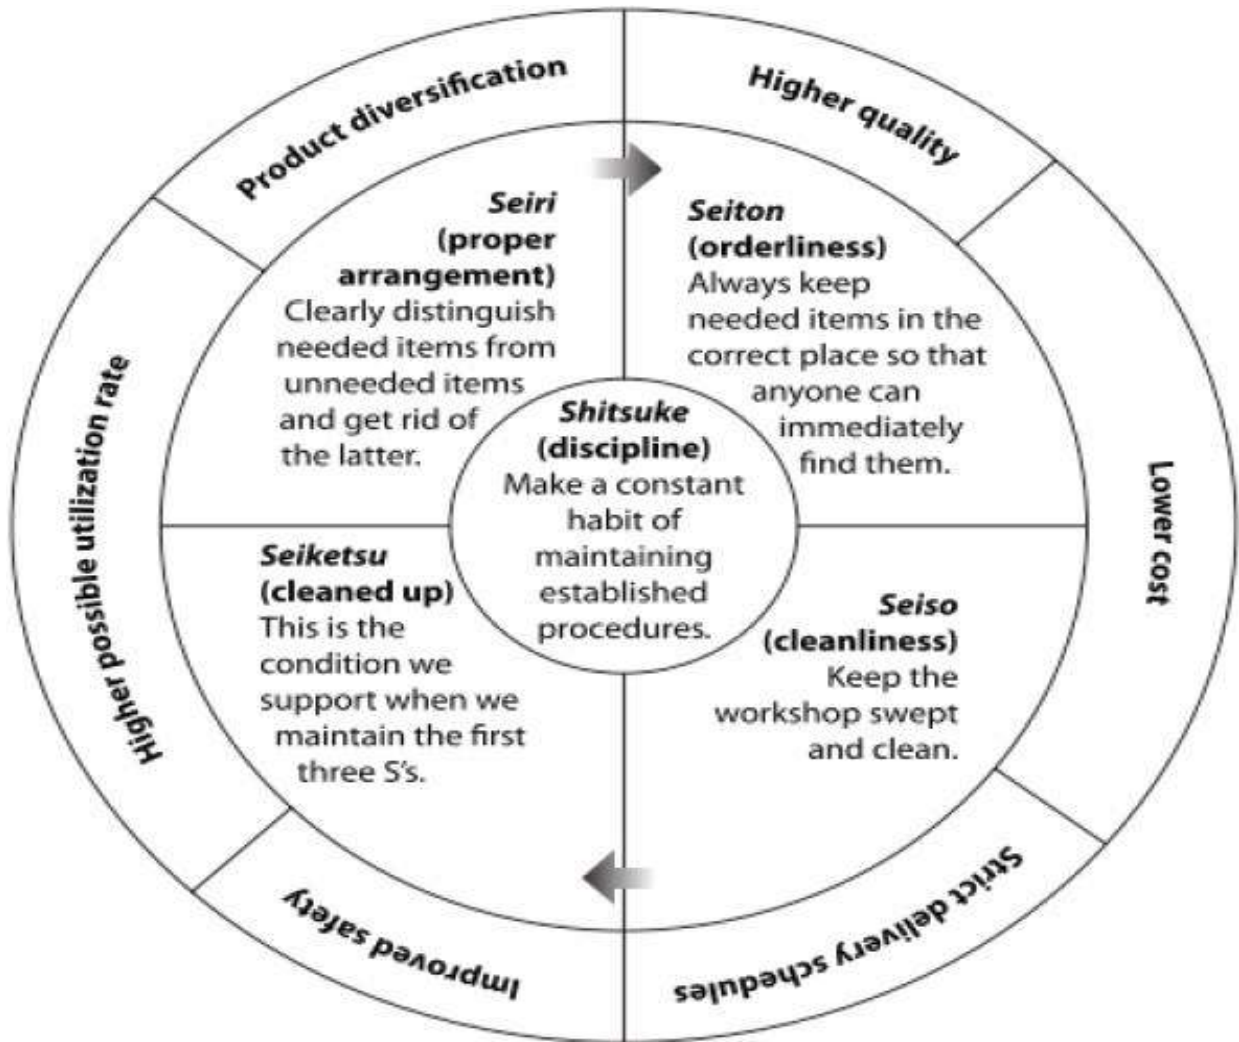 Product diversification
Higher quality
Lower cost
Strict delivery schedules
Improved safety
Higher possible utilization rate
Seiri
(proper
arrangement)
Clearly distinguish
needed items from
unneeded items
and get rid of
the latter.
Seiton
(orderliness)
Always keep
needed items in the
correct place so that
anyone can
immediately
find them.
Shitsuke
(discipline)
Make a constant
habit of
maintaining
established
procedures.
Seiketsu
(cleaned up)
This is the
condition we
support when we
maintain the first
three S's.
Seiso
(cleanliness)
Keep the
workshop swept
and clean.